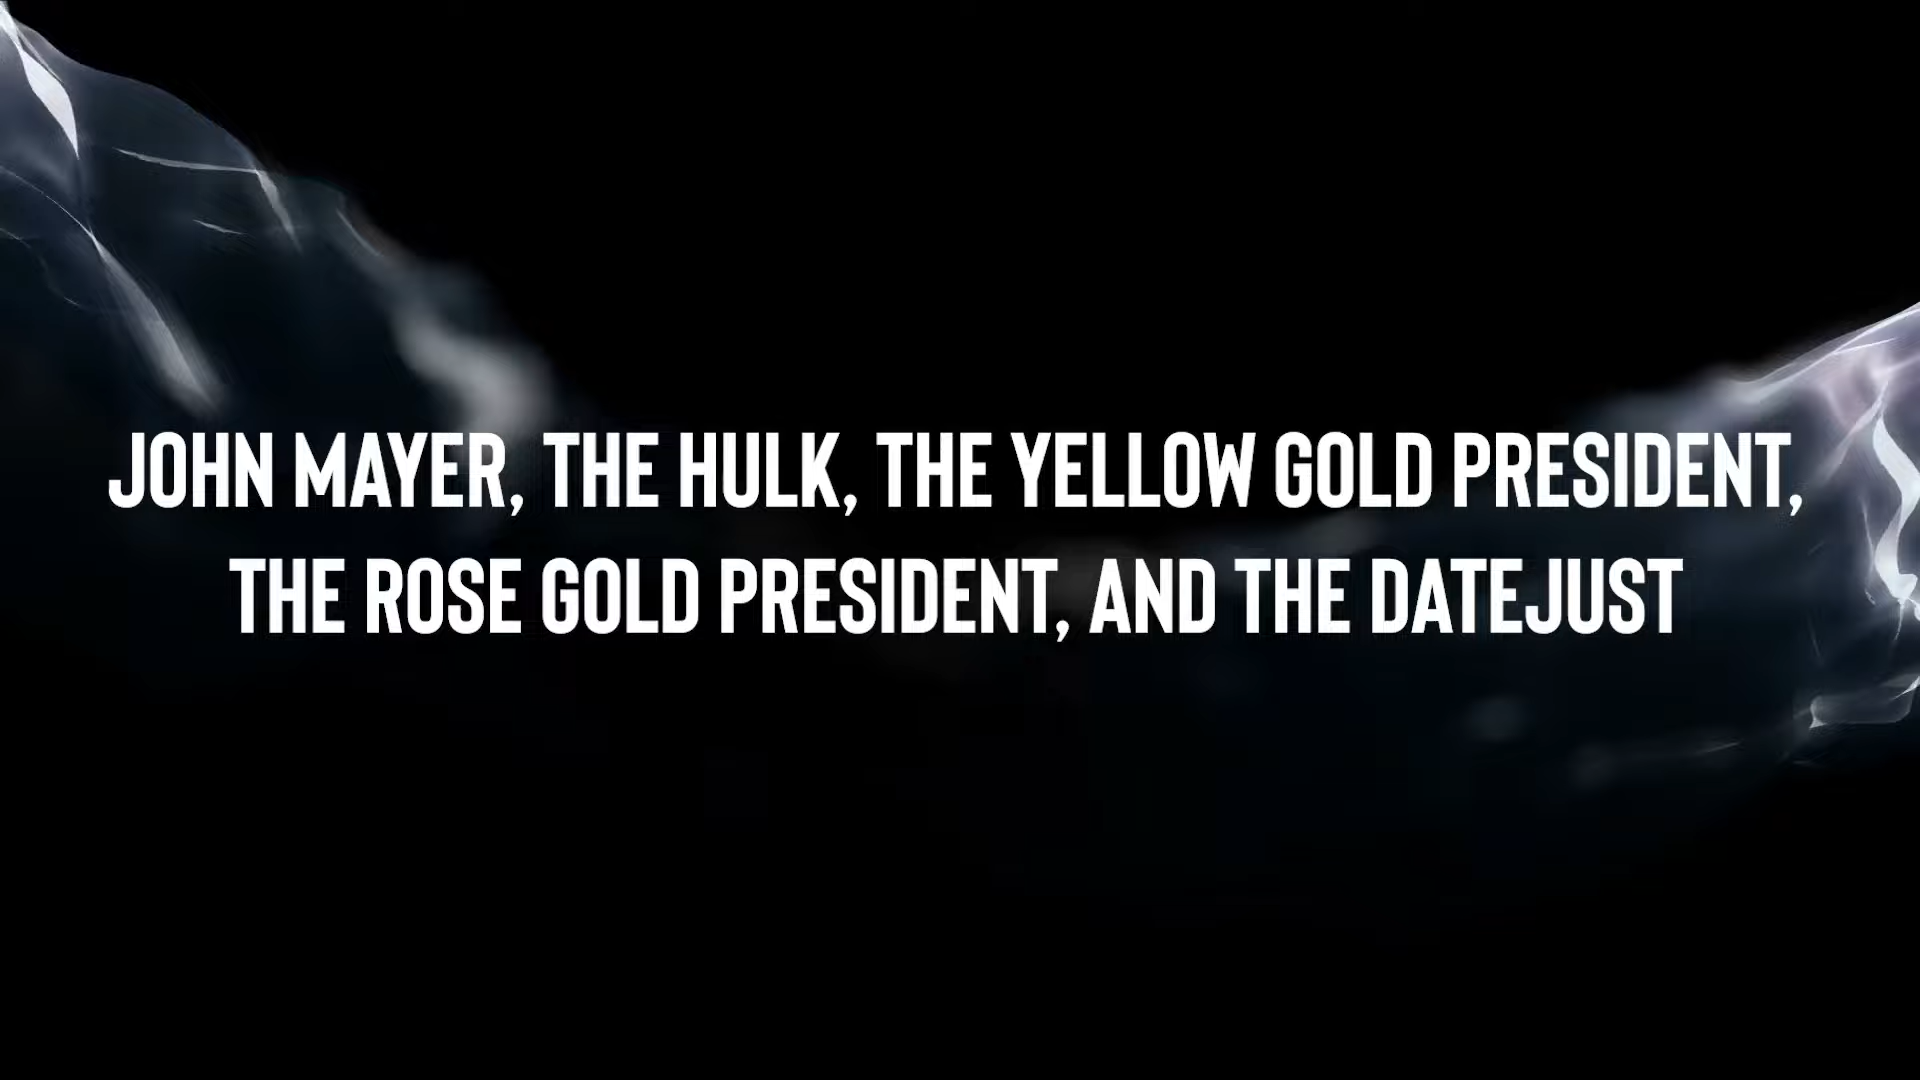 JOHN MAYER, THE HULK, THE YELLOW GOLD PRESIDENT,
THE ROSE GOLD PRESIDENT, AND THE DATEJUST